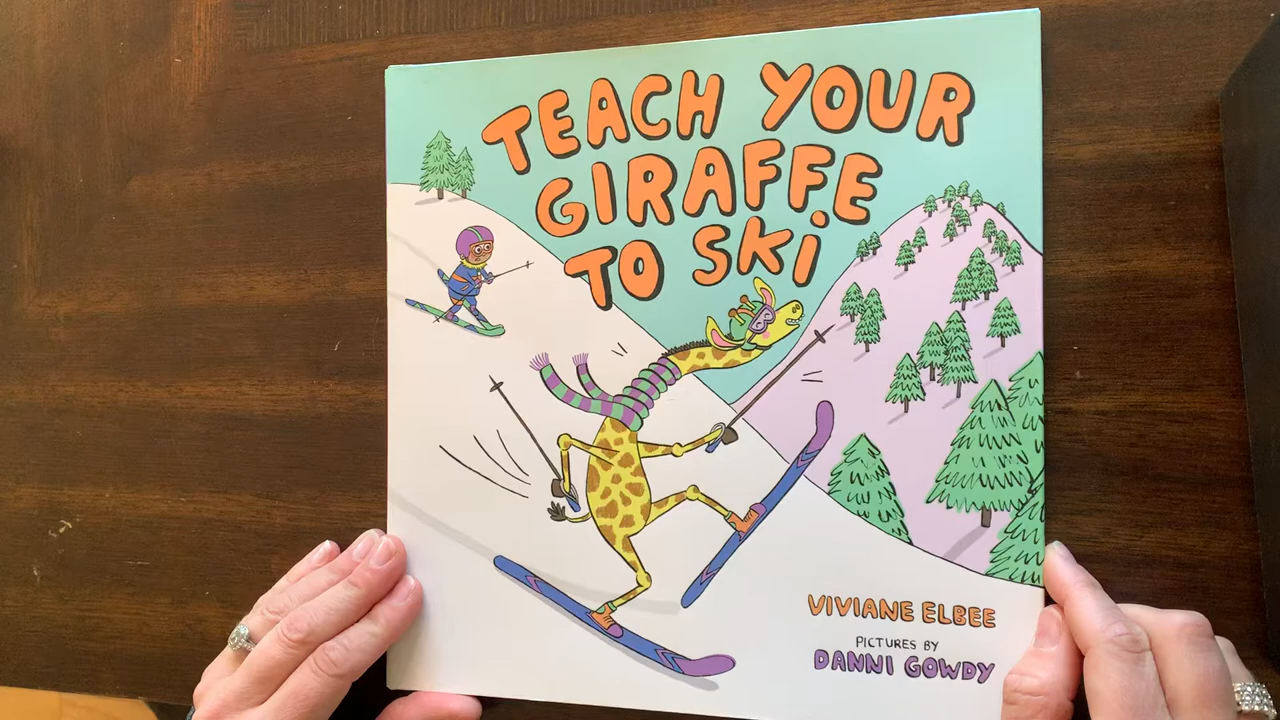 TEACH YOUR
GIRAFFE
TO SKi
VIVIANE ELBEE
PICTURES BY
DANNI GOWDY